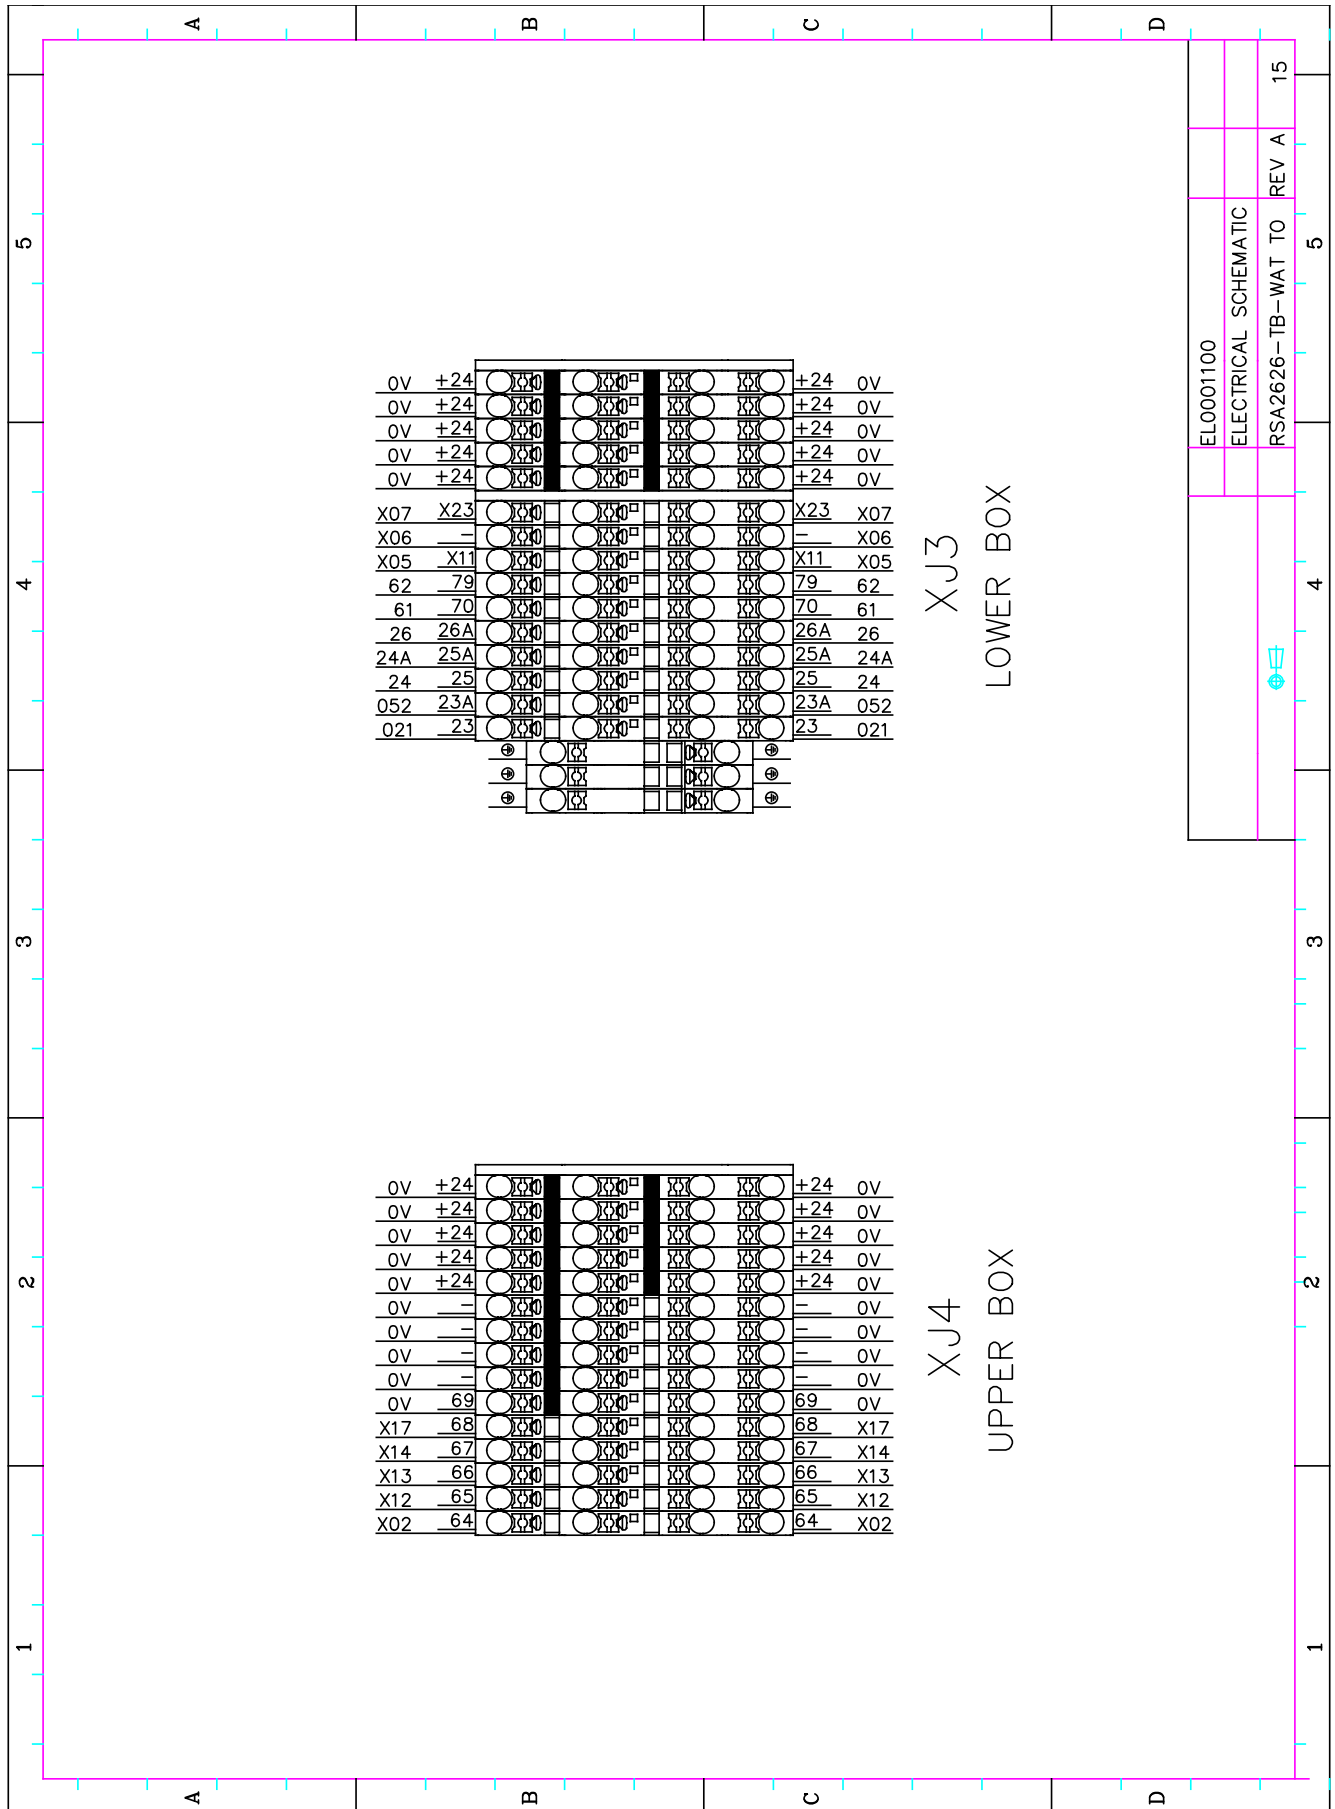 A B C D
5 5
4 4
3 3
2 2
1 1
A B C D
0V +24 +24 0V
0V +24 +24 0V
0V +24 +24 0V
0V +24 +24 0V
0V +24 +24 0V
X07 X23 X23 X07
X06 – – X06
X05 X11 X11 X05
62 79 79 62
61 70 70 61
26 26A 26A 26
24A 25A 25A 24A
24 25 25 24
052 23A 23A 052
021 23 23 021
XJ3
LOWER BOX
0V +24 +24 0V
0V +24 +24 0V
0V +24 +24 0V
0V +24 +24 0V
0V +24 +24 0V
0V – – 0V
0V – – 0V
0V – – 0V
0V – – 0V
0V 69 69 0V
X17 68 68 X17
X14 67 67 X14
X13 66 66 X13
X12 65 65 X12
X02 64 64 X02
XJ4
UPPER BOX
EL0001100
ELECTRICAL SCHEMATIC
RSA2626-TB-WAT TO REV A 15